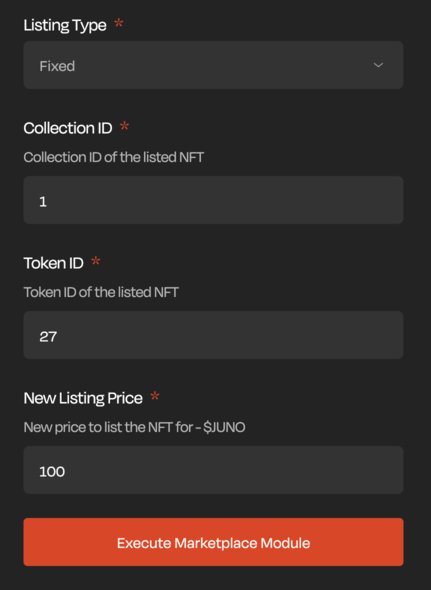 Listing Type *
Fixed
Collection ID *
Collection ID of the listed NFT
1
Token ID *
Token ID of the listed NFT
27
New Listing Price *
New price to list the NFT for - $JUNO
100
Execute Marketplace Module